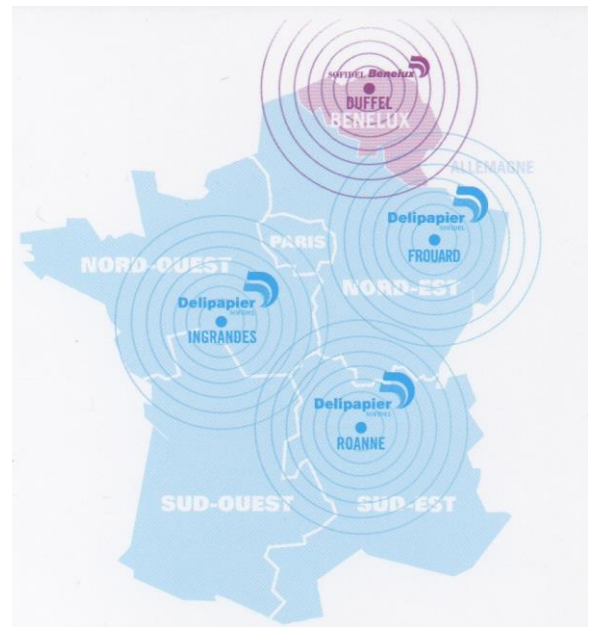 SOFIDEL Benelux
DUFFEL
BENELUX
ALLEMAGNE
Delipapier
SOFIDEL
FROUARD
PARIS
NORD-OUEST
NORD-EST
Delipapier
SOFIDEL
INGRANDES
Delipapier
SOFIDEL
ROANNE
SUD-OUEST
SUD-EST